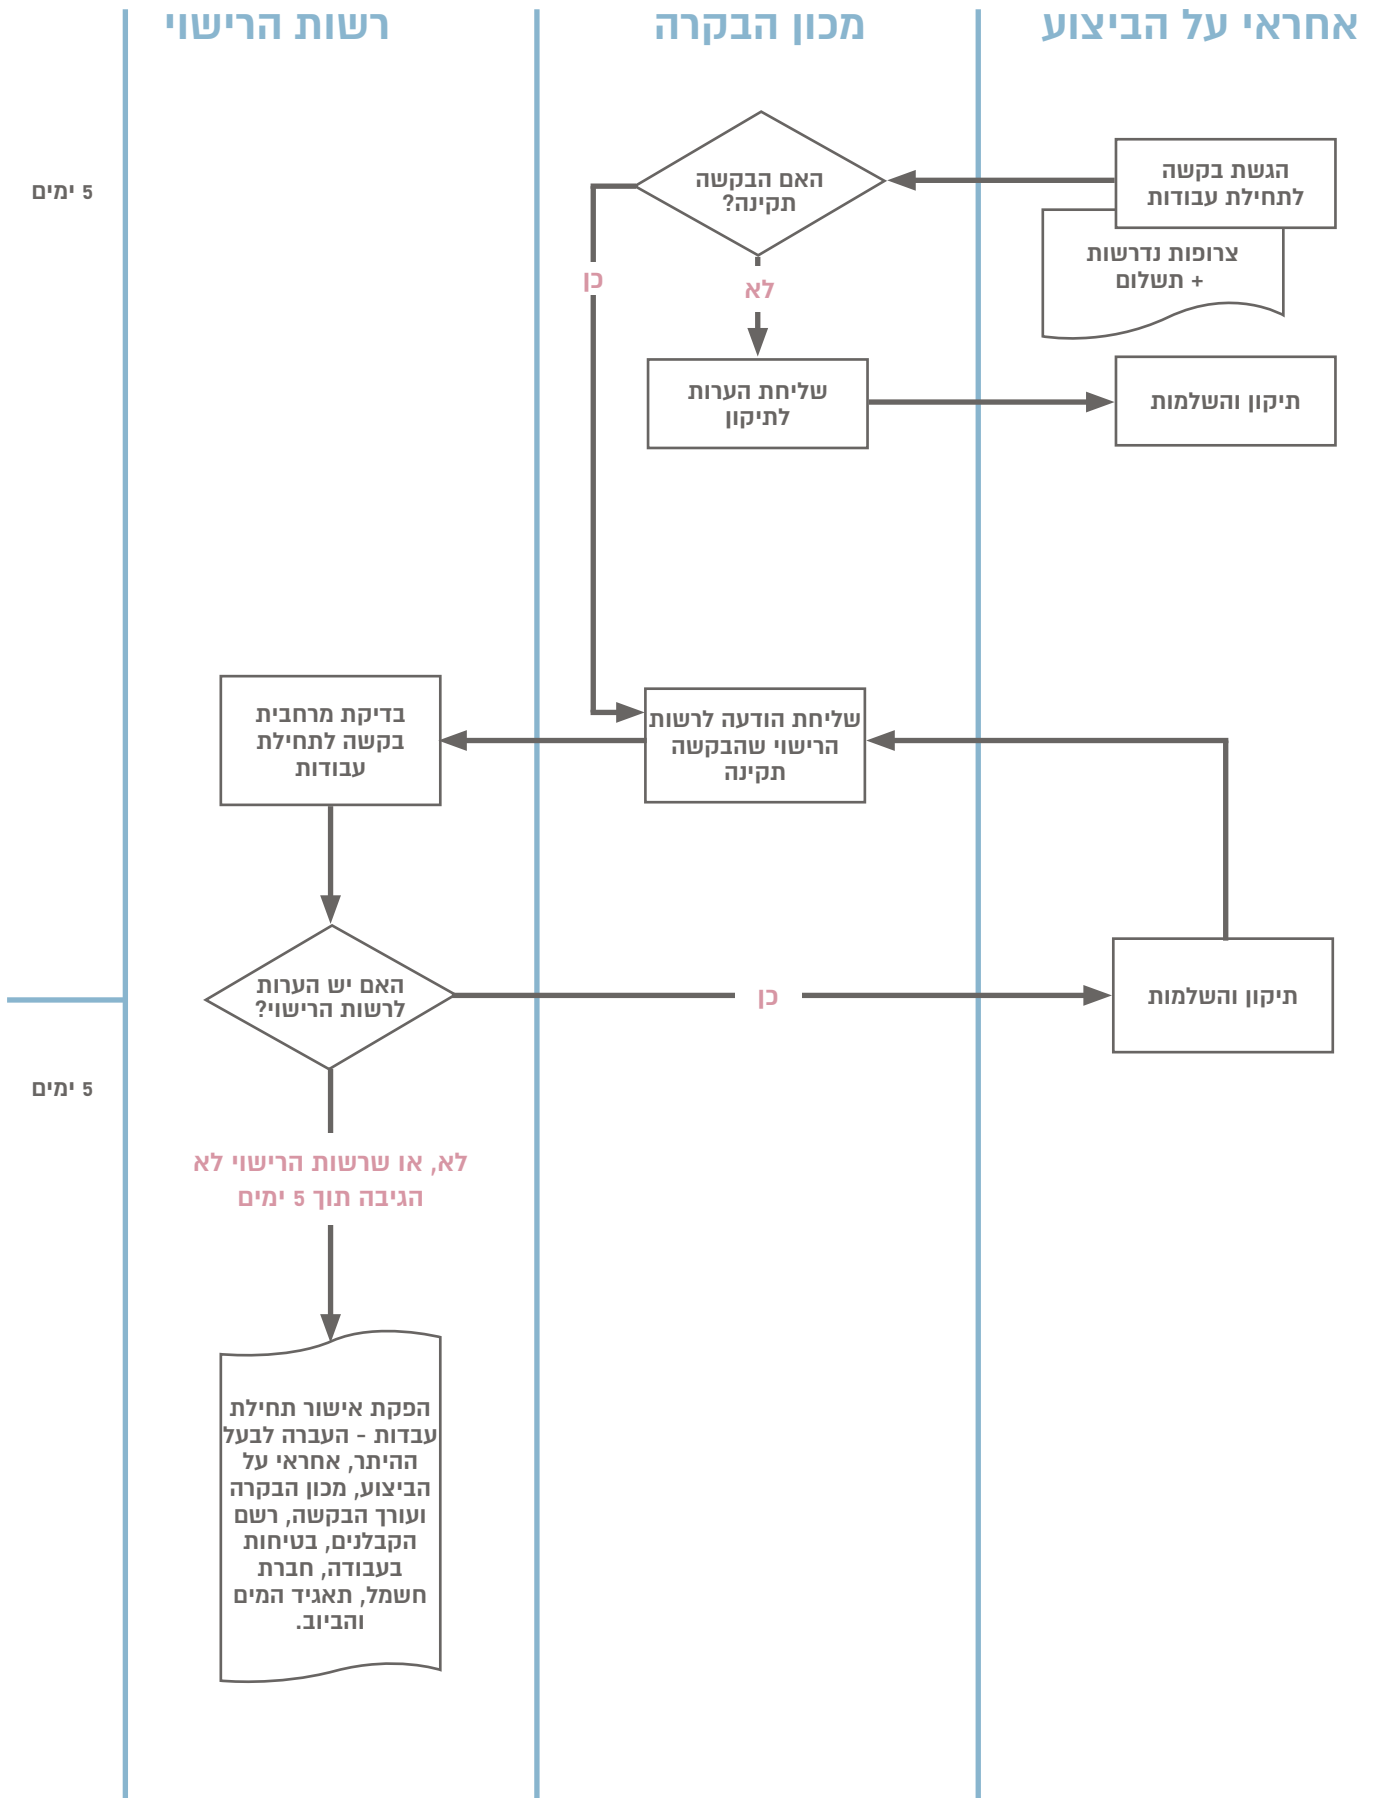 אחראי על הביצוע
מכון הבקרה
רשות הרישוי
הגשת בקשה
לתחילת עבודות
צרופות נדרשות
+ תשלום
האם הבקשה
תקינה?
5 ימים
כן
לא
שליחת הערות
לתיקון
תיקון והשלמות
שליחת הודעה לרשות
הרישוי שהבקשה
תקינה
בדיקת מרחבית
בקשה לתחילת
עבודות
האם יש הערות
לרשות הרישוי?
כן
תיקון והשלמות
5 ימים
לא, או שרשות הרישוי לא
הגיבה תוך 5 ימים
הפקת אישור תחילת
עבדות - העברה לבעל
ההיתר, אחראי על
הביצוע, מכון הבקרה
ועורך הבקשה, רשם
הקבלנים, בטיחות
בעבודה, חברת
חשמל, תאגיד המים
והביוב.